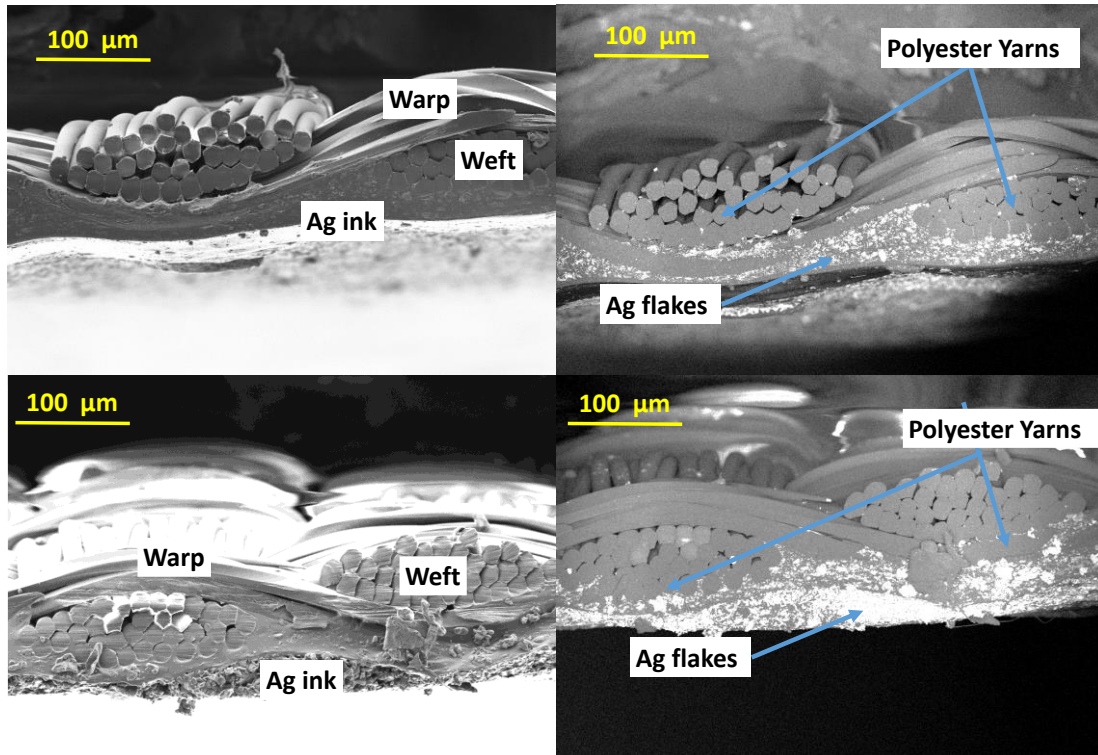 100 µm
Warp
Weft
Ag ink
100 µm
Polyester Yarns
Ag flakes
100 µm
Warp
Weft
Ag ink
100 µm
Polyester Yarns
Ag flakes